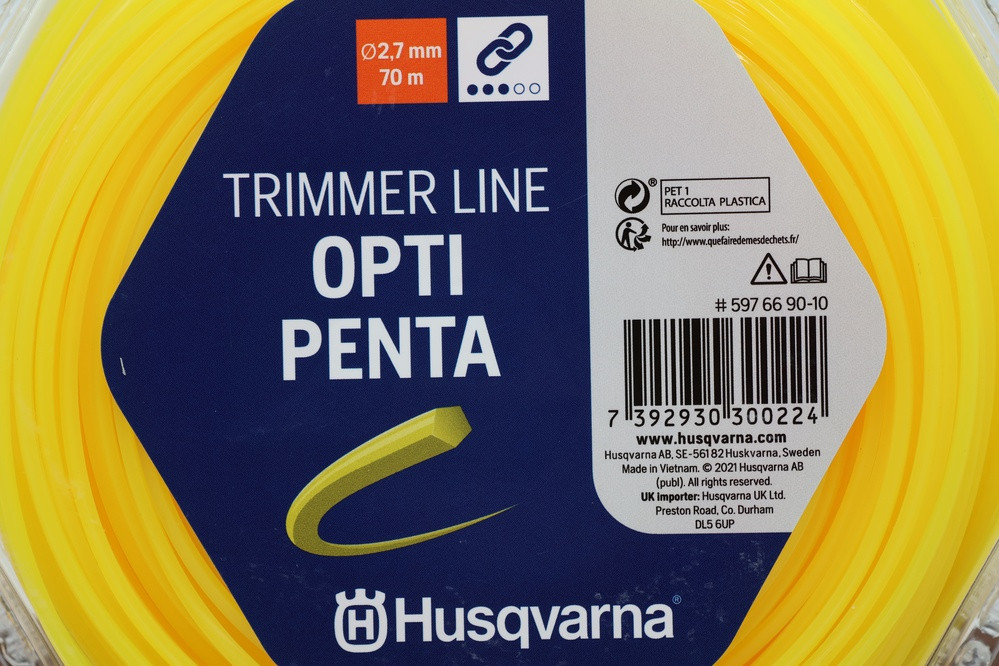 Ø2,7 mm
70 m
TRIMMER LINE
OPTI
PENTA
Husqvarna®
®
PET 1
RACCOLTA PLASTICA
Pour en savoir plus:
http://www.quefairedemesdechets.fr/
# 597 66 90-10
7 392930 300224
www.husqvarna.com
Husqvarna AB, SE-561 82 Huskvarna, Sweden
Made in Vietnam. © 2021 Husqvarna AB
(publ). All rights reserved.
UK importer: Husqvarna UK Ltd.
Preston Road, Co. Durham
DL5 6UP